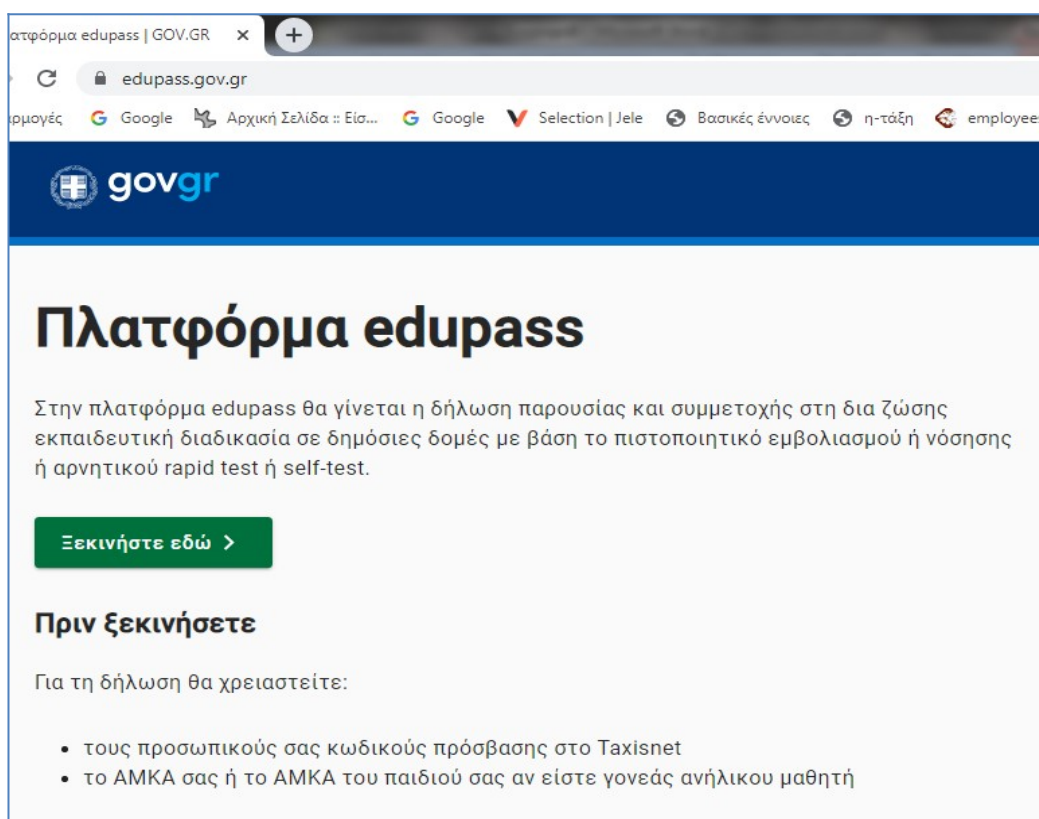 ατφόρμα edupass | GOV.GR
edupass.gov.gr
ρμογές Google Αρχική Σελίδα :: Είσ... Google Selection | Jele Βασικές έννοιες η-τάξη employees
govgr
Πλατφόρμα edupass
Στην πλατφόρμα edupass θα γίνεται η δήλωση παρουσίας και συμμετοχής στη δια ζώσης
εκπαιδευτική διαδικασία σε δημόσιες δομές με βάση το πιστοποιητικό εμβολιασμού ή νόσησης
ή αρνητικού rapid test ή self-test.
Ξεκινήστε εδώ >
Πριν ξεκινήσετε
Για τη δήλωση θα χρειαστείτε:
• τους προσωπικούς σας κωδικούς πρόσβασης στο Taxisnet
• το ΑΜΚΑ σας ή το ΑΜΚΑ του παιδιού σας αν είστε γονεάς ανήλικου μαθητή